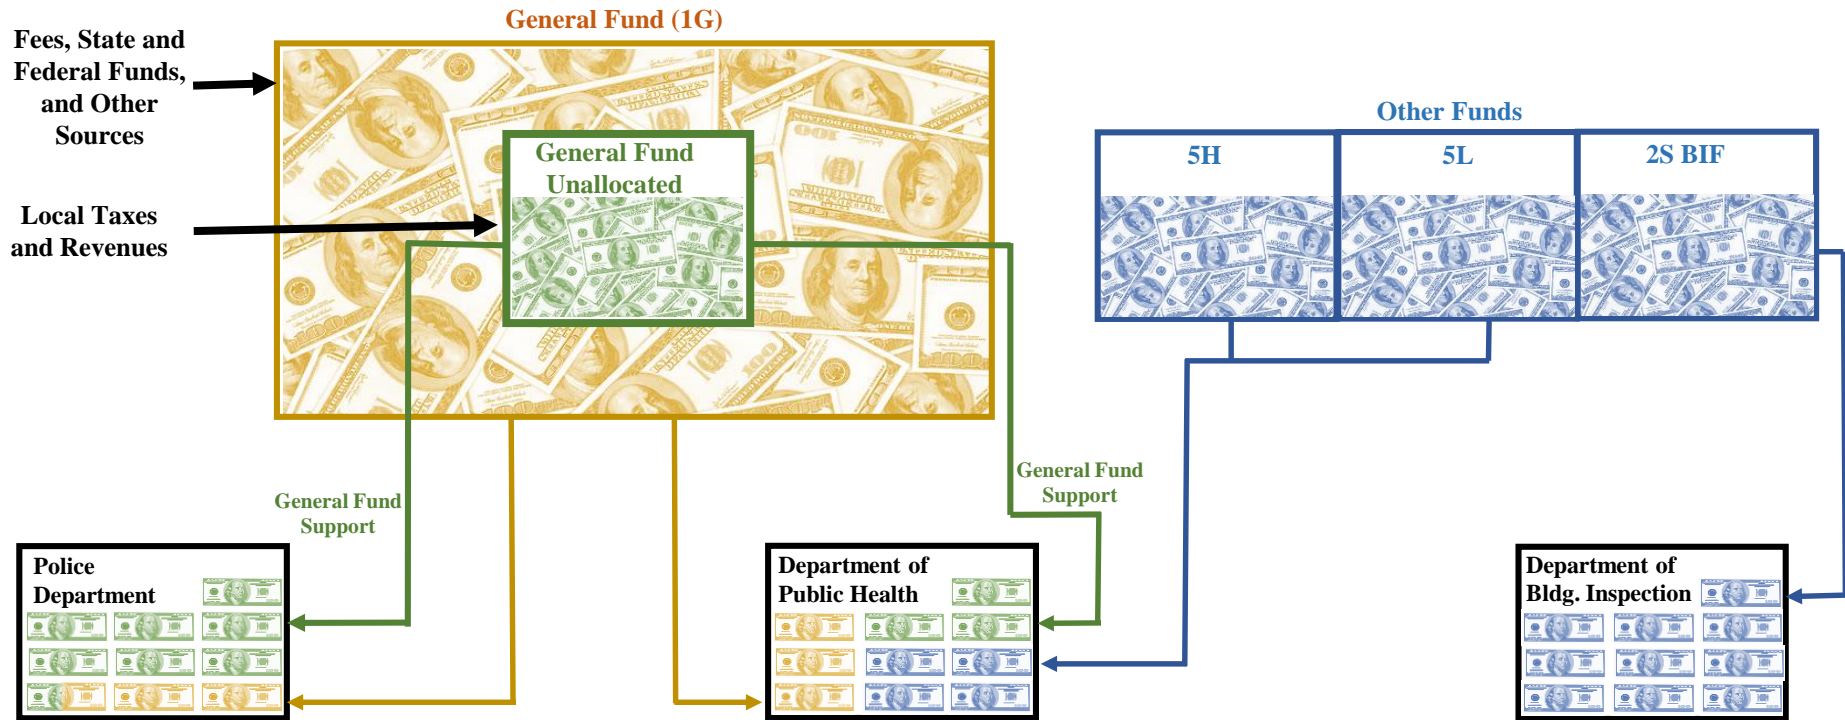 General Fund (1G)
Fees, State and
Federal Funds,
and Other
Sources
Other Funds
General Fund
Unallocated
5H
5L
2S BIF
Local Taxes
and Revenues
General Fund
Support
General Fund
Support
Police
Department
Department of
Public Health
Department of
Bldg. Inspection